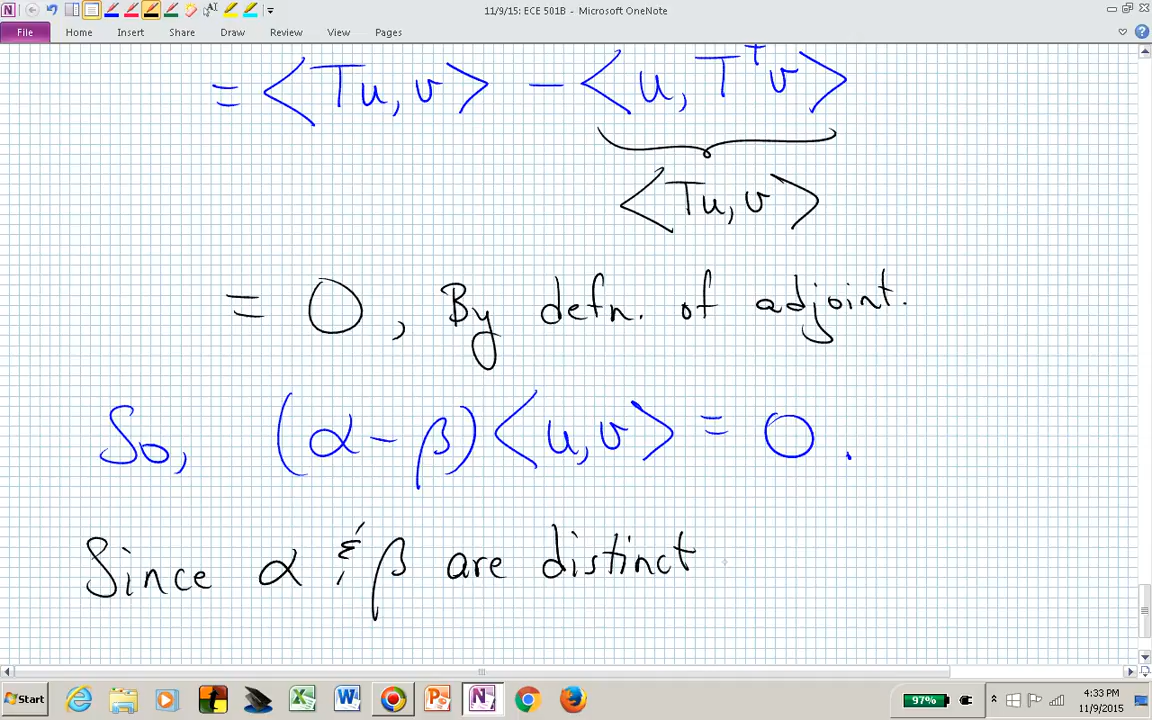 11/9/15: ECE 501B - Microsoft OneNote
File Home Insert Share Draw Review View Pages
= <Tu, v> - <u, T†v>
<Tu, v>
= 0, By defn. of adjoint.
So, (α - β)<u, v> = 0.
Since α & β are distinct
Start
97%
4:33 PM
11/9/2015